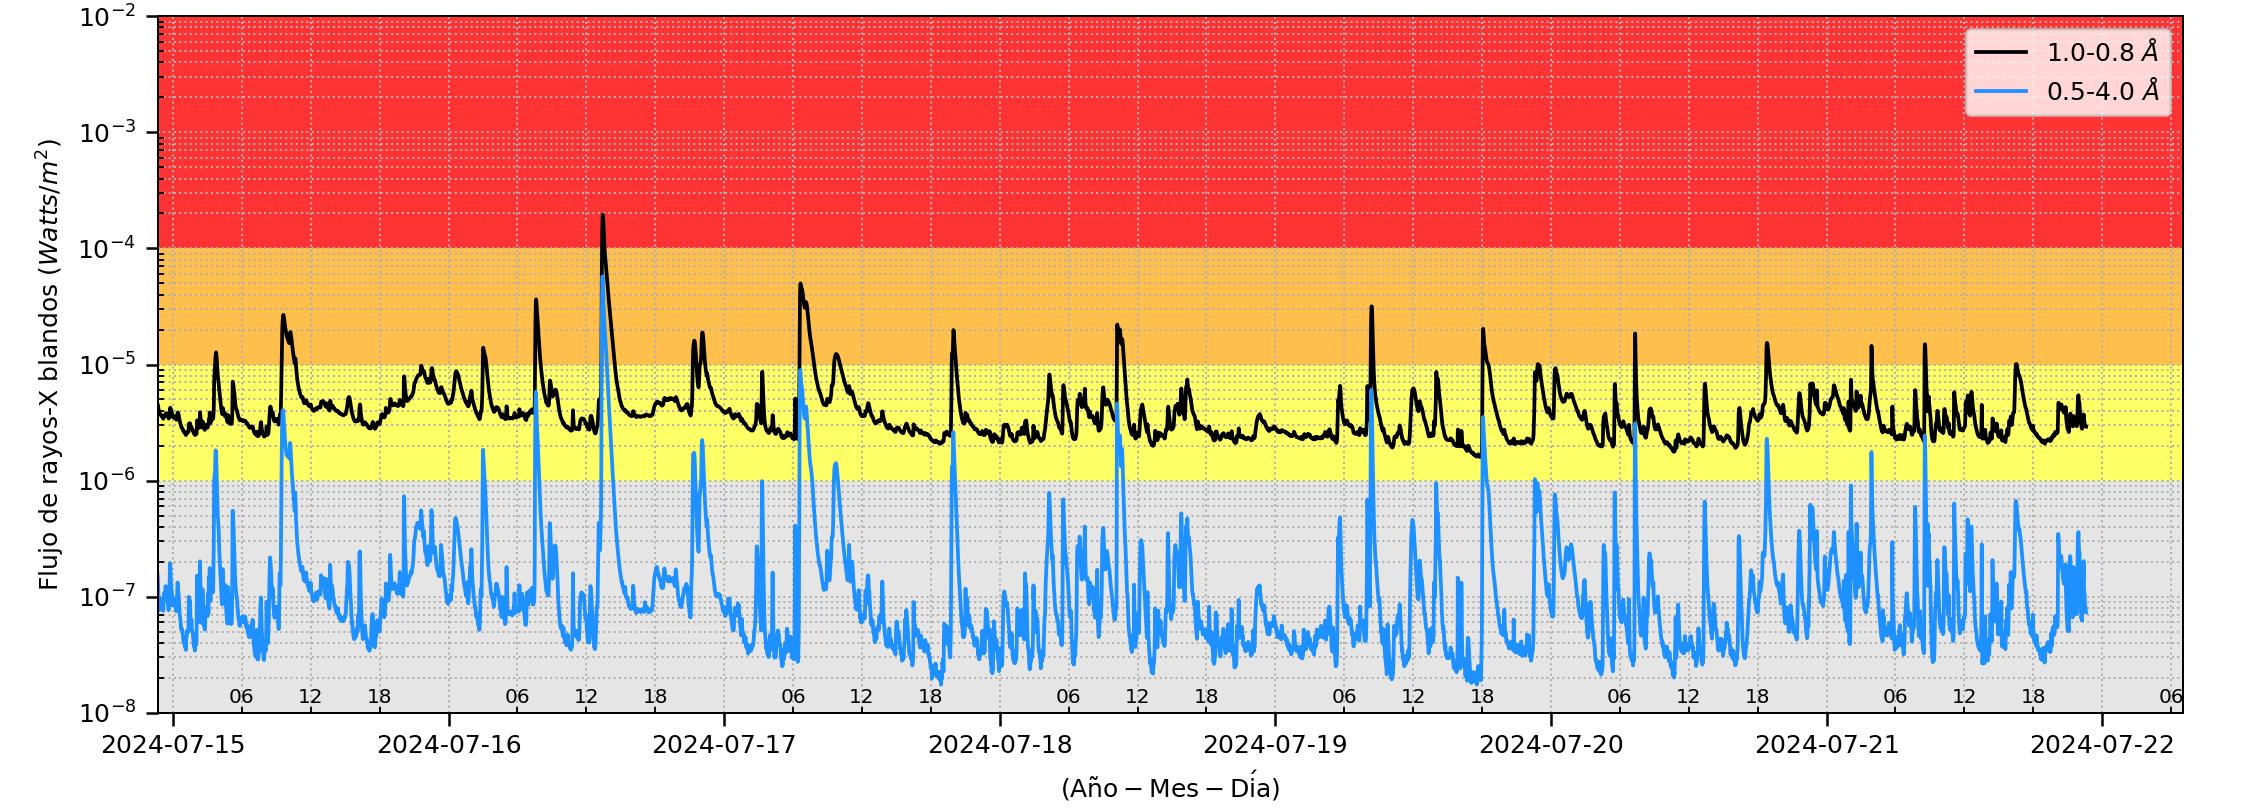 10⁻²
10⁻³
10⁻⁴
10⁻⁵
10⁻⁶
10⁻⁷
10⁻⁸
Flujo de rayos-X blandos (Watts/m²)
1.0-0.8 Å
0.5-4.0 Å
06 12 18 06 12 18 06 12 18 06 12 18 06 12 18 06 12 18 06 12 18 06
2024-07-15 2024-07-16 2024-07-17 2024-07-18 2024-07-19 2024-07-20 2024-07-21 2024-07-22
(Año − Mes − Día)